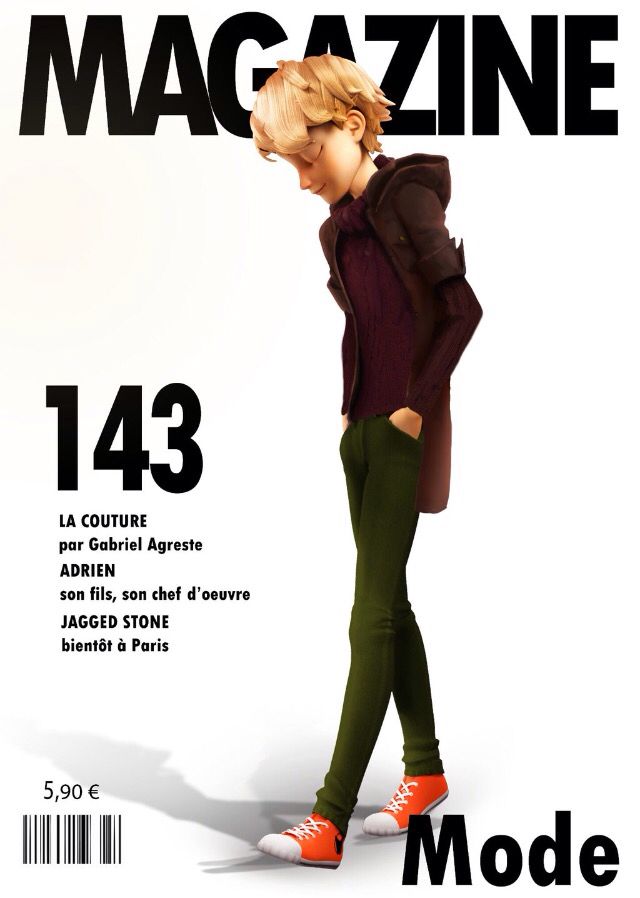 MAGAZINE
143
LA COUTURE
par Gabriel Agreste
ADRIEN
son fils, son chef d'oeuvre
JAGGED STONE
bientôt à Paris
5,90 €
Mode